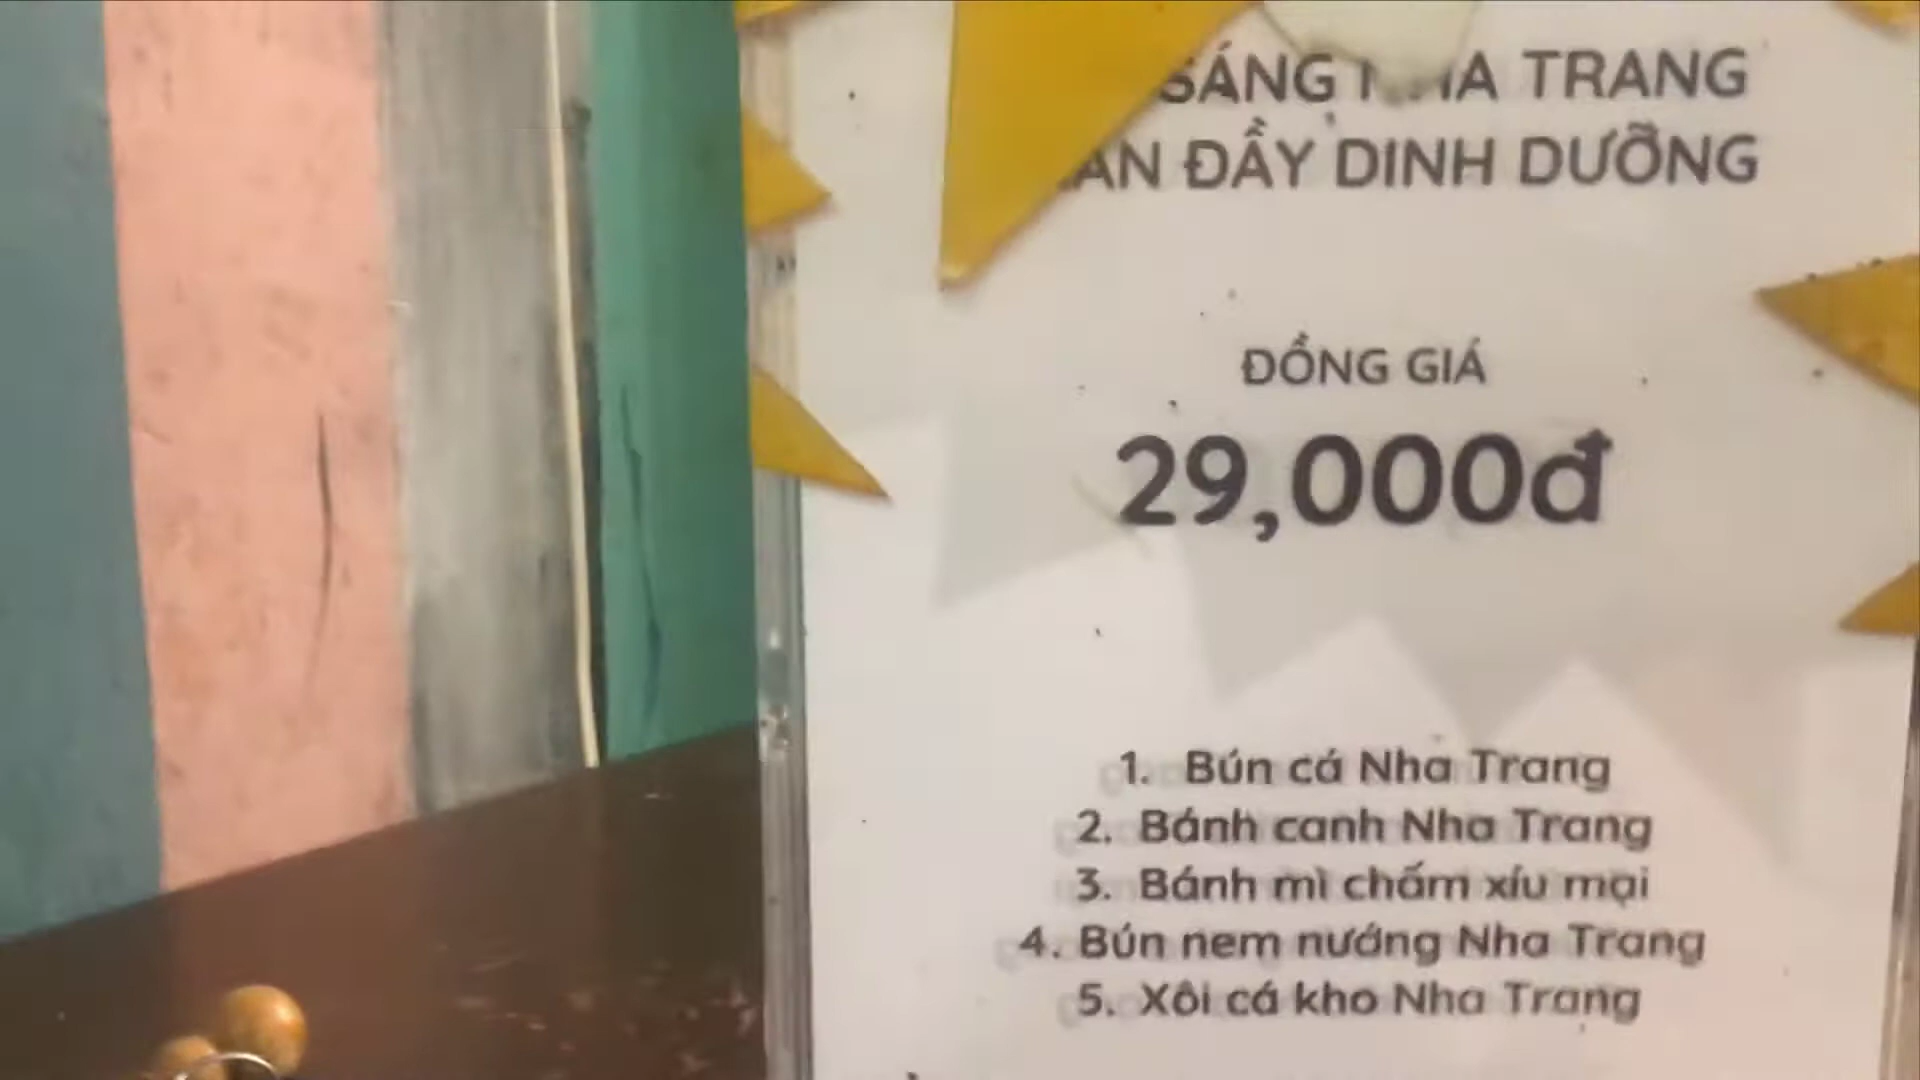 SÁNG TRANG
ĐẦY DINH DƯỠNG
ĐỒNG GIÁ
29,000đ
1. Bún cá Nha Trang
2. Bánh canh Nha Trang
3. Bánh mì chấm xíu mại
4. Bún nem nướng Nha Trang
5. Xôi cá kho Nha Trang